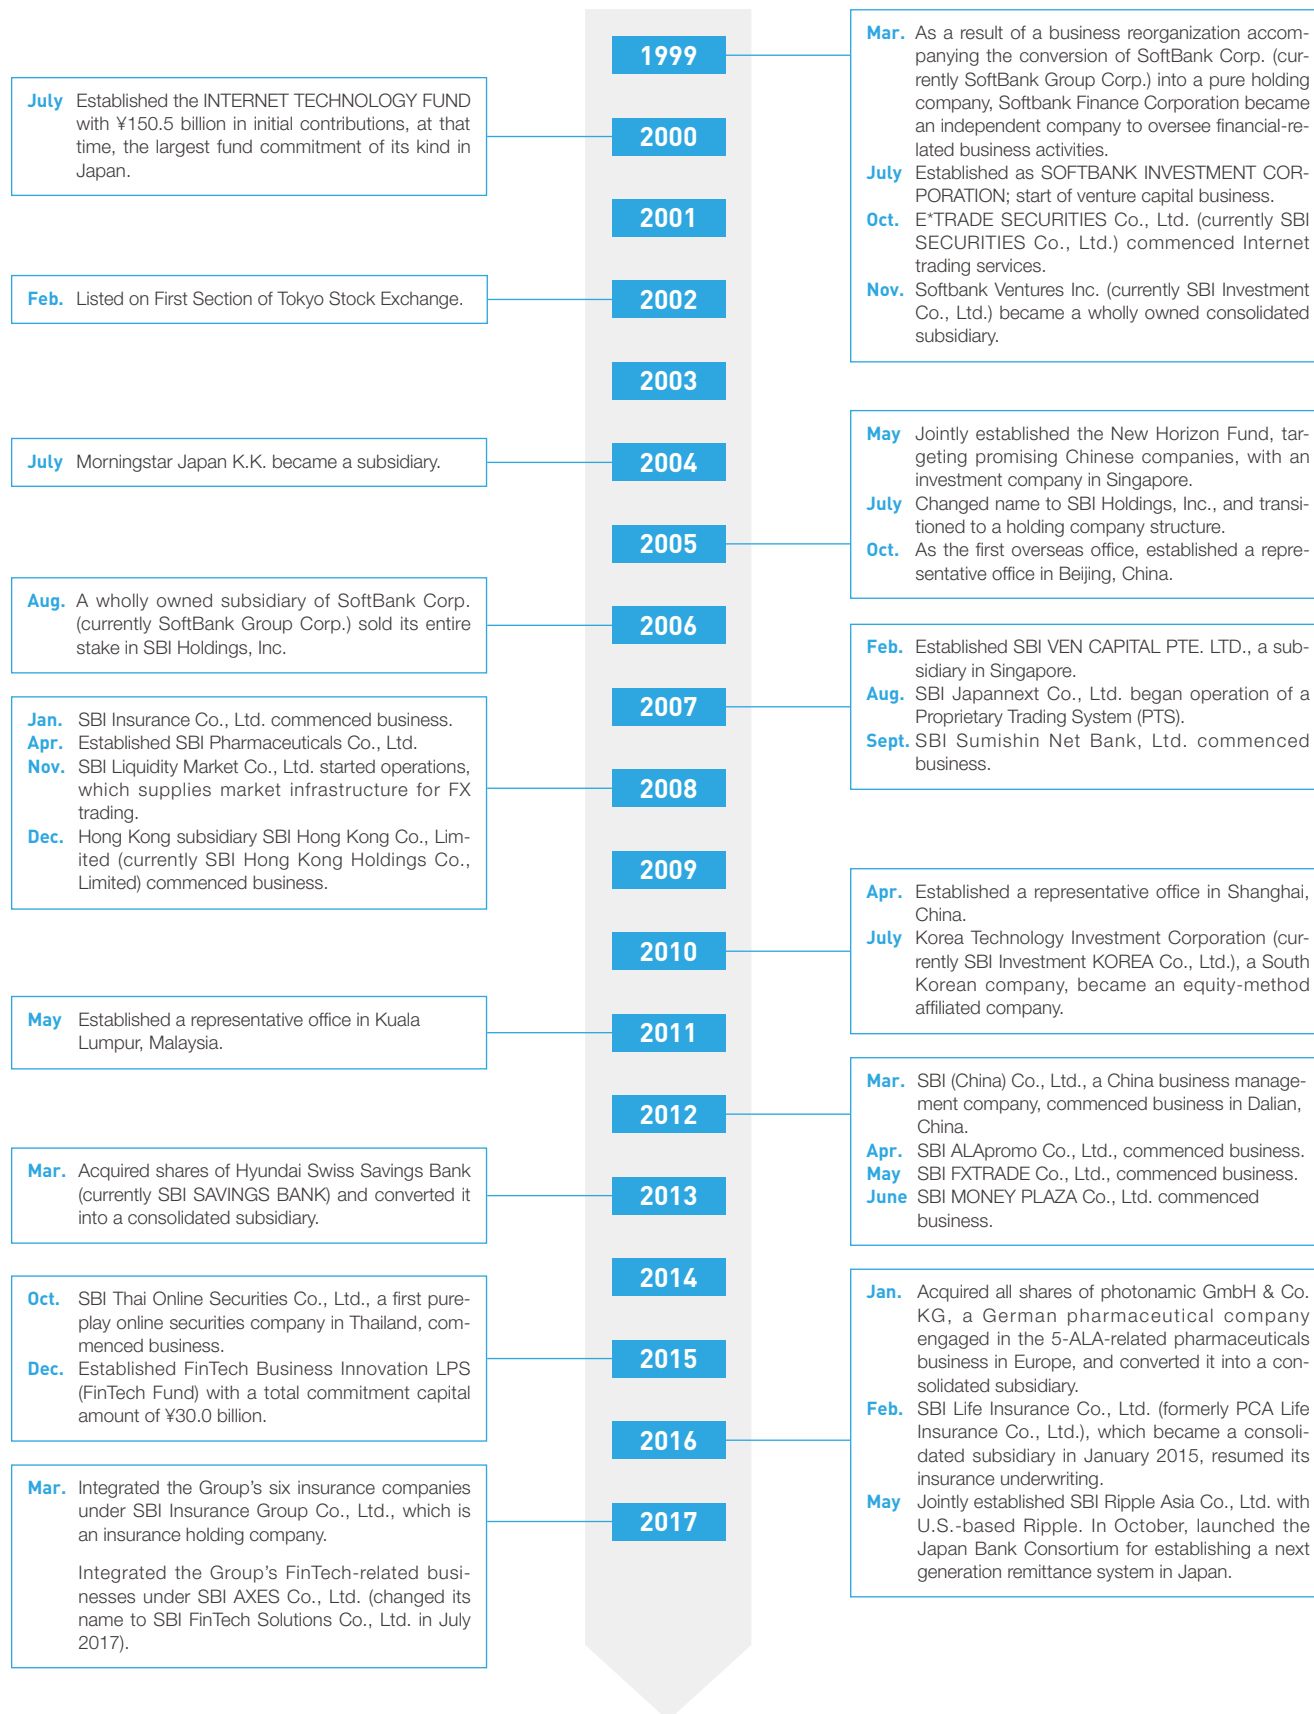 1999
Mar. As a result of a business reorganization accom-
panying the conversion of SoftBank Corp. (cur-
rently SoftBank Group Corp.) into a pure holding
company, Softbank Finance Corporation became
an independent company to oversee financial-re-
lated business activities.
July Established as SOFTBANK INVESTMENT COR-
PORATION; start of venture capital business.
Oct. E*TRADE SECURITIES Co., Ltd. (currently SBI
SECURITIES Co., Ltd.) commenced Internet
trading services.
Nov. Softbank Ventures Inc. (currently SBI Investment
Co., Ltd.) became a wholly owned consolidated
subsidiary.
July Established the INTERNET TECHNOLOGY FUND
with ¥150.5 billion in initial contributions, at that
time, the largest fund commitment of its kind in
Japan.
2000
2001
Feb. Listed on First Section of Tokyo Stock Exchange.
2002
2003
July Morningstar Japan K.K. became a subsidiary.
2004
2005
May Jointly established the New Horizon Fund, tar-
geting promising Chinese companies, with an
investment company in Singapore.
July Changed name to SBI Holdings, Inc., and transi-
tioned to a holding company structure.
Oct. As the first overseas office, established a repre-
sentative office in Beijing, China.
Aug. A wholly owned subsidiary of SoftBank Corp.
(currently SoftBank Group Corp.) sold its entire
stake in SBI Holdings, Inc.
2006
2007
Feb. Established SBI VEN CAPITAL PTE. LTD., a sub-
sidiary in Singapore.
Aug. SBI Japannext Co., Ltd. began operation of a
Proprietary Trading System (PTS).
Sept. SBI Sumishin Net Bank, Ltd. commenced
business.
Jan. SBI Insurance Co., Ltd. commenced business.
Apr. Established SBI Pharmaceuticals Co., Ltd.
Nov. SBI Liquidity Market Co., Ltd. started operations,
which supplies market infrastructure for FX
trading.
Dec. Hong Kong subsidiary SBI Hong Kong Co., Lim-
ited (currently SBI Hong Kong Holdings Co.,
Limited) commenced business.
2008
2009
2010
Apr. Established a representative office in Shanghai,
China.
July Korea Technology Investment Corporation (cur-
rently SBI Investment KOREA Co., Ltd.), a South
Korean company, became an equity-method
affiliated company.
May Established a representative office in Kuala
Lumpur, Malaysia.
2011
2012
Mar. SBI (China) Co., Ltd., a China business manage-
ment company, commenced business in Dalian,
China.
Apr. SBI ALApromo Co., Ltd., commenced business.
May SBI FXTRADE Co., Ltd., commenced business.
June SBI MONEY PLAZA Co., Ltd. commenced
business.
Mar. Acquired shares of Hyundai Swiss Savings Bank
(currently SBI SAVINGS BANK) and converted it
into a consolidated subsidiary.
2013
2014
Oct. SBI Thai Online Securities Co., Ltd., a first pure-
play online securities company in Thailand, com-
menced business.
Dec. Established FinTech Business Innovation LPS
(FinTech Fund) with a total commitment capital
amount of ¥30.0 billion.
2015
2016
Jan. Acquired all shares of photonamic GmbH & Co.
KG, a German pharmaceutical company
engaged in the 5-ALA-related pharmaceuticals
business in Europe, and converted it into a con-
solidated subsidiary.
Feb. SBI Life Insurance Co., Ltd. (formerly PCA Life
Insurance Co., Ltd.), which became a consoli-
dated subsidiary in January 2015, resumed its
insurance underwriting.
May Jointly established SBI Ripple Asia Co., Ltd. with
U.S.-based Ripple. In October, launched the
Japan Bank Consortium for establishing a next
generation remittance system in Japan.
Mar. Integrated the Group's six insurance companies
under SBI Insurance Group Co., Ltd., which is
an insurance holding company.
Integrated the Group's FinTech-related busi-
nesses under SBI AXES Co., Ltd. (changed its
name to SBI FinTech Solutions Co., Ltd. in July
2017).
2017